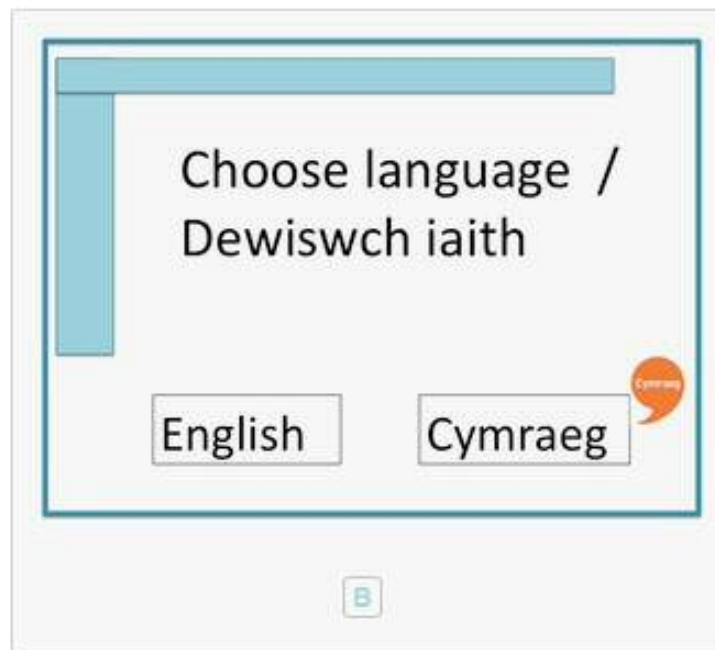 Choose language /
Dewiswch iaith
Cymraeg
English
Cymraeg
B